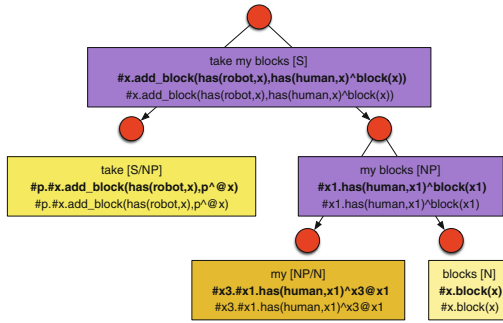 take my blocks [S]
#x.add_block(has(robot,x),has(human,x)^block(x))
#x.add_block(has(robot,x),has(human,x)^block(x))
take [S/NP]
#p.#x.add_block(has(robot,x),p^@x)
#p.#x.add_block(has(robot,x),p^@x)
my blocks [NP]
#x1.has(human,x1)^block(x1)
#x1.has(human,x1)^block(x1)
my [NP/N]
#x3.#x1.has(human,x1)^x3@x1
#x3.#x1.has(human,x1)^x3@x1
blocks [N]
#x.block(x)
#x.block(x)